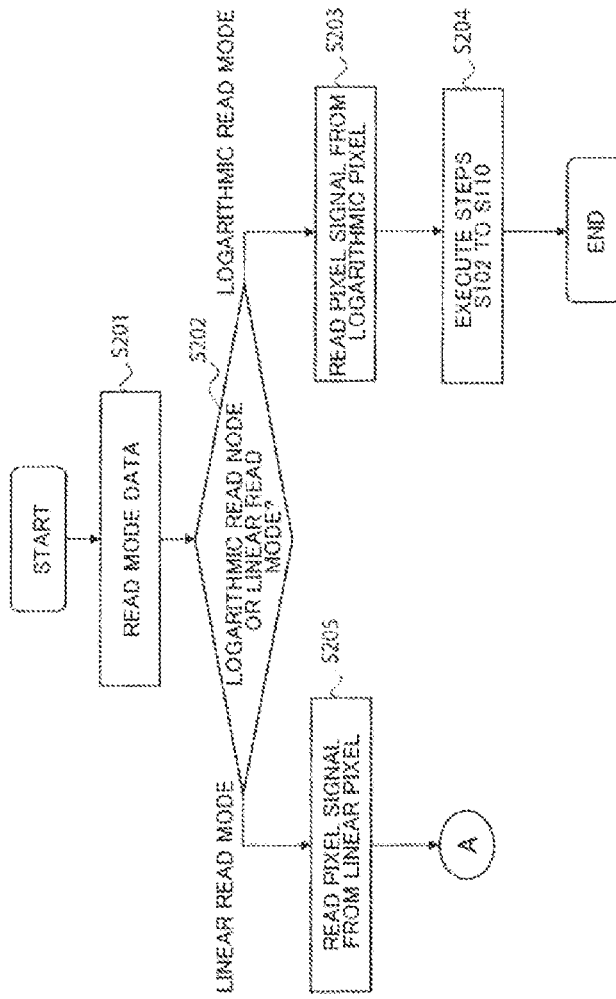 START
S201
READ MODE DATA
S202
LOGARITHMIC READ NODE
OR LINEAR READ
MODE?
LINEAR READ MODE
LOGARITHMIC READ MODE
S205
READ PIXEL SIGNAL
FROM LINEAR PIXEL
A
S203
READ PIXEL SIGNAL FROM
LOGARITHMIC PIXEL
S204
EXECUTE STEPS
S102 TO S110
END